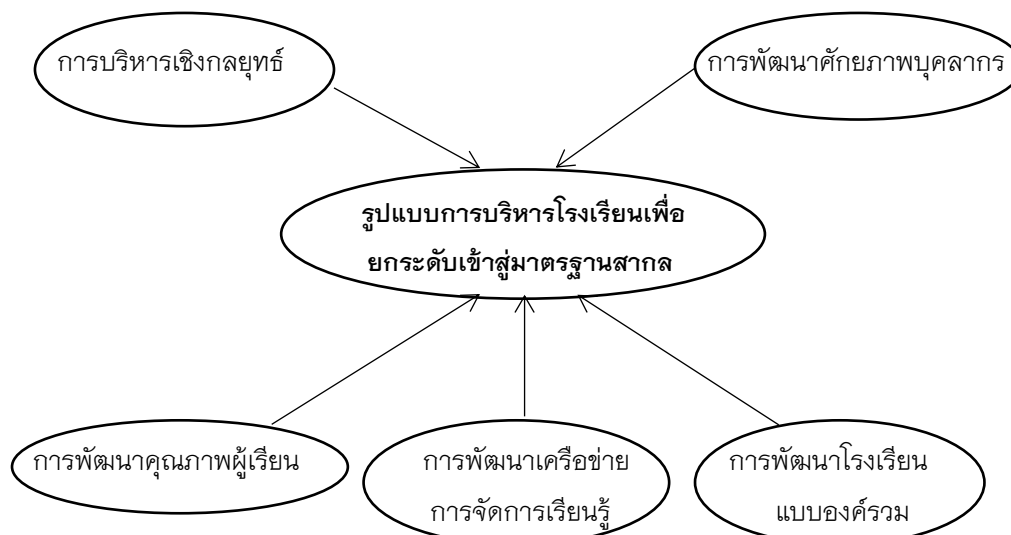 การบริหารเชิงกลยุทธ์
การพัฒนาศักยภาพบุคลากร
รูปแบบการบริหารโรงเรียนเพื่อ
ยกระดับเข้าสู่มาตรฐานสากล
การพัฒนาคุณภาพผู้เรียน
การพัฒนาเครือข่าย
การจัดการเรียนรู้
การพัฒนาโรงเรียน
แบบองค์รวม